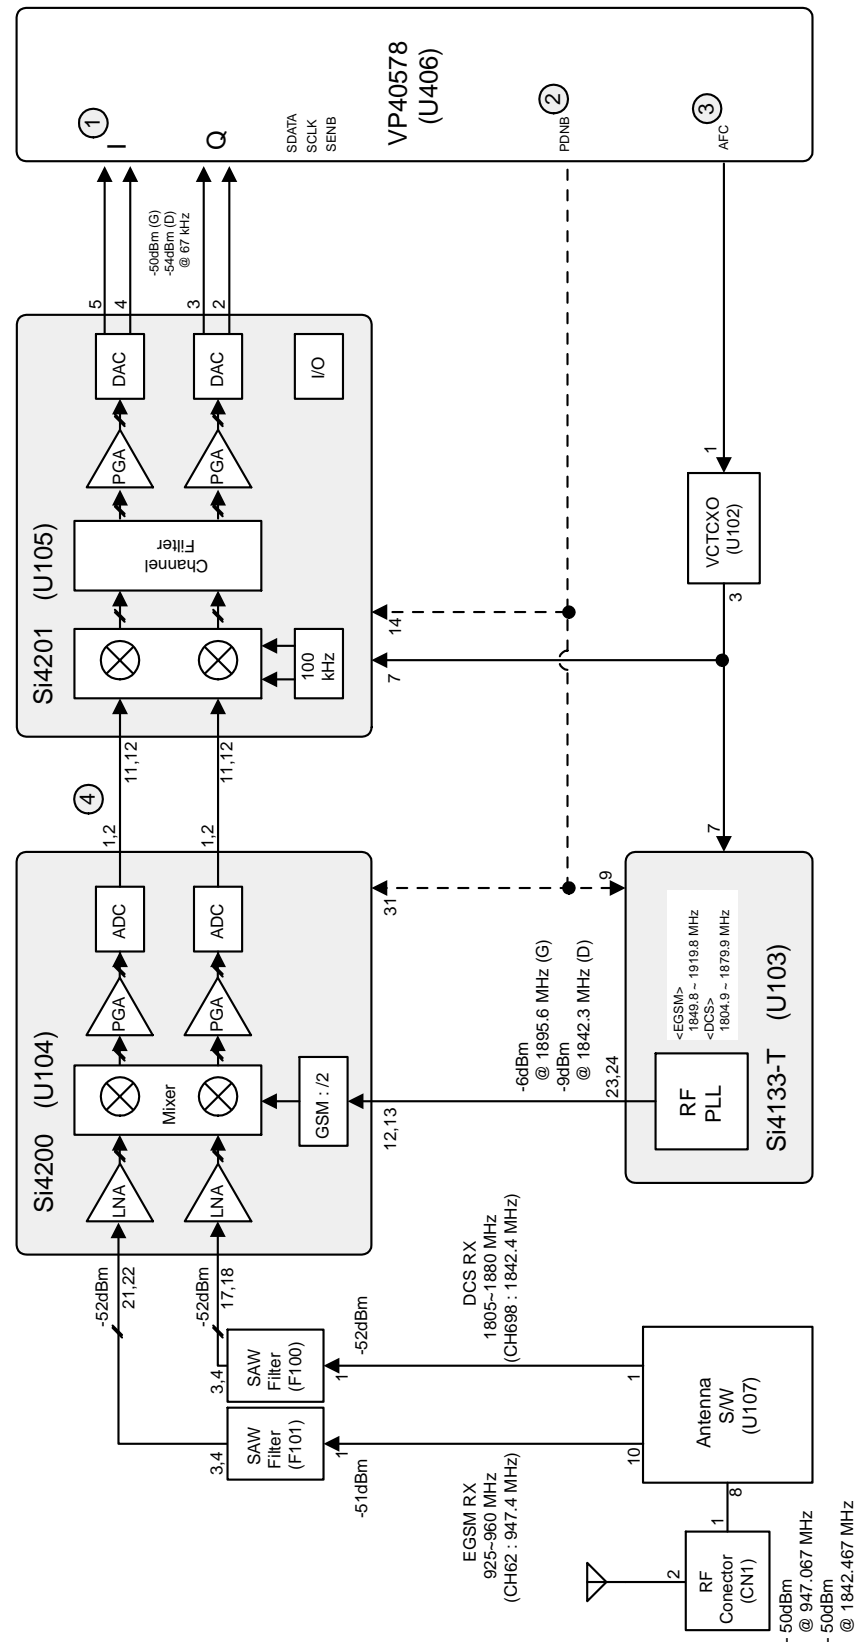 RF
Conector
(CN1)
2
1
- 50dBm
@ 947.067 MHz
- 50dBm
@ 1842.467 MHz
8
Antenna
S/W
(U107)
10
1
EGSM RX
925~960 MHz
(CH62 : 947.4 MHz)
-51dBm
1
SAW
Filter
(F101)
3,4
DCS RX
1805~1880 MHz
(CH698 : 1842.4 MHz)
-52dBm
1
SAW
Filter
(F100)
3,4
-52dBm
21,22
-52dBm
17,18
Si4200 (U104)
LNA
LNA
Mixer
PGA
PGA
ADC
ADC
GSM : /2
12,13
31
1,2
1,2
4
11,12
11,12
-6dBm
@ 1895.6 MHz (G)
-9dBm
@ 1842.3 MHz (D)
23,24
9
7
RF
PLL
<EGSM>
1849.8 ~ 1919.8 MHz
<DCS>
1804.9 ~ 1879.9 MHz
Si4133-T (U103)
Si4201 (U105)
100
kHz
Channel
Filter
PGA
PGA
DAC
DAC
I/O
7
14
VCTCXO
(U102)
3
1
5
4
3
2
-50dBm (G)
-54dBm (D)
@ 67 kHz
1
I
Q
SDATA
SCLK
SENB
VP40578
(U406)
2
PDNB
3
AFC